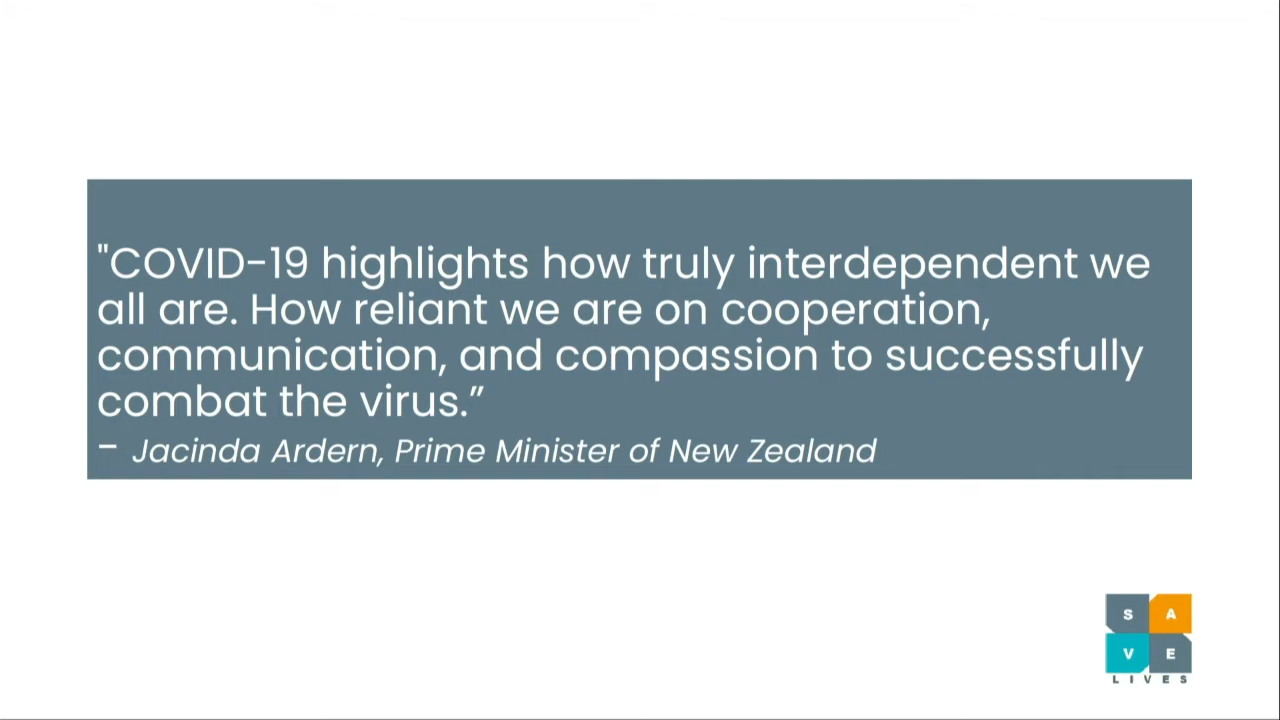 "COVID-19 highlights how truly interdependent we
all are. How reliant we are on cooperation,
communication, and compassion to successfully
combat the virus.”
– Jacinda Ardern, Prime Minister of New Zealand
S A
V E
LIVES